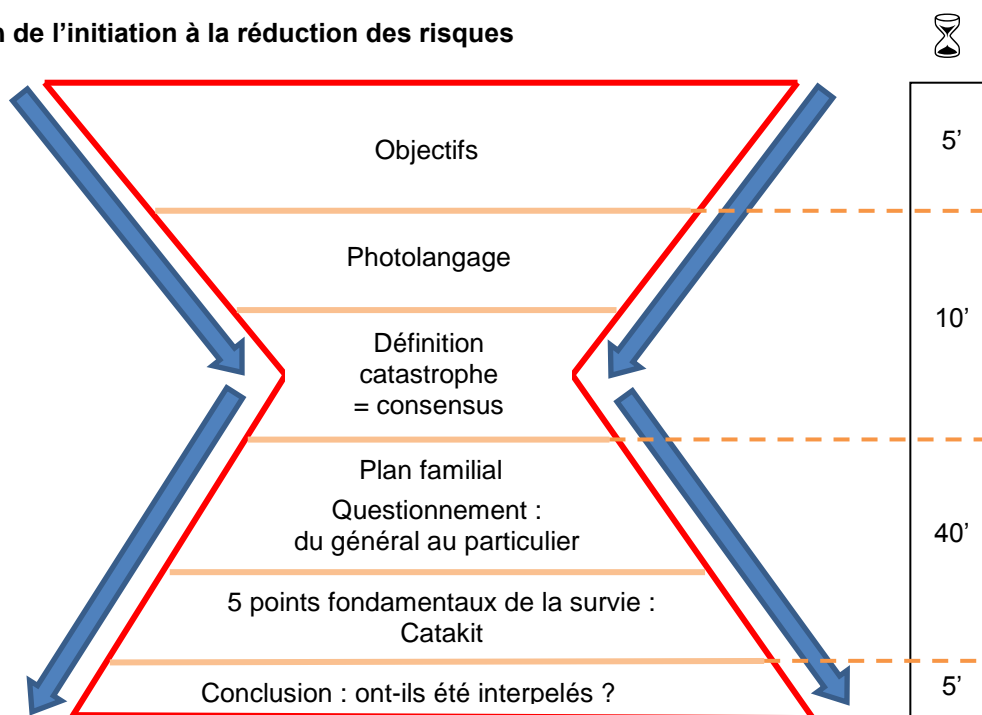 n de l’initiation à la réduction des risques
Objectifs
5’
Photolangage
10’
Définition
catastrophe
= consensus
Plan familial
Questionnement :
du général au particulier
40’
5 points fondamentaux de la survie :
Catakit
Conclusion : ont-ils été interpelés ?
5’